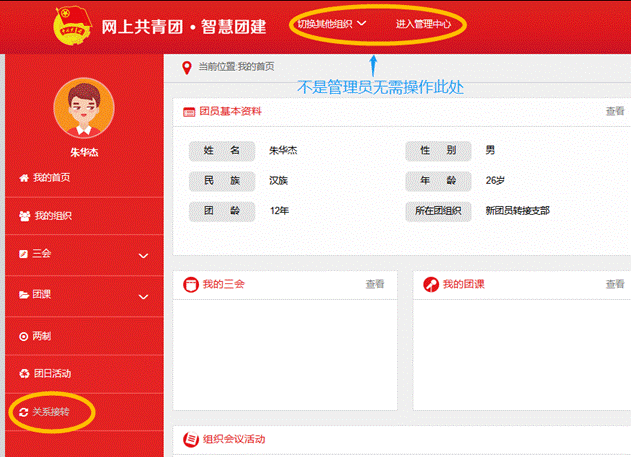 网上共青团·智慧团建
切换其他组织
进入管理中心
当前位置:我的首页
不是管理员无需操作此处
朱华杰
我的首页
我的组织
三会
团课
两制
团日活动
关系接转
团员基本资料
查看
姓 名 朱华杰
性 别 男
民 族 汉族
年 龄 26岁
团 龄 12年
所在团组织 新团员转接支部
我的三会
查看
我的团课
查看
组织会议活动